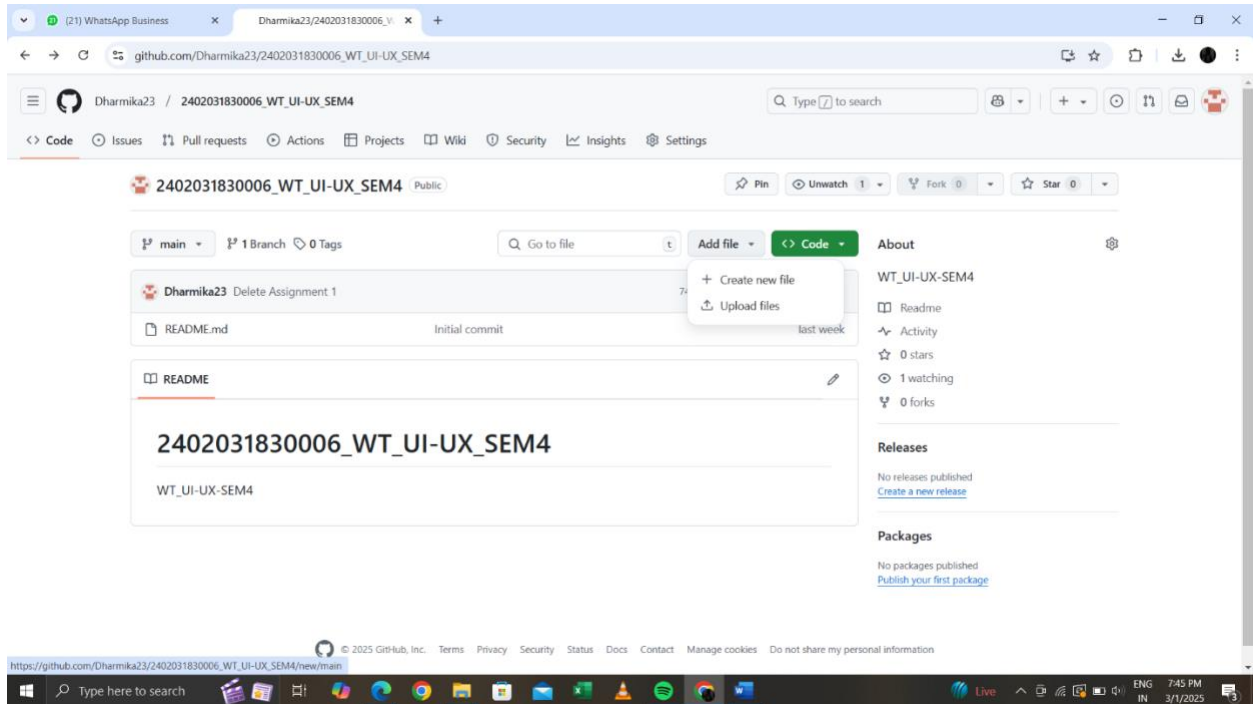 (21) WhatsApp Business
Dharmika23/2402031830006_W
github.com/Dharmika23/2402031830006_WT_UI-UX_SEM4
Dharmika23 / 2402031830006_WT_UI-UX_SEM4
Type / to search
Code Issues Pull requests Actions Projects Wiki Security Insights Settings
2402031830006_WT_UI-UX_SEM4 Public
Pin Unwatch 1 Fork 0 Star 0
main 1 Branch 0 Tags
Go to file t Add file Code
Create new file
Upload files
Dharmika23 Delete Assignment 1
README.md Initial commit last week
README
2402031830006_WT_UI-UX_SEM4
WT_UI-UX-SEM4
About
WT_UI-UX-SEM4
Readme
Activity
0 stars
1 watching
0 forks
Releases
No releases published
Create a new release
Packages
No packages published
Publish your first package
© 2025 GitHub, Inc. Terms Privacy Security Status Docs Contact Manage cookies Do not share my personal information
https://github.com/Dharmika23/2402031830006_WT_UI-UX_SEM4/new/main
Type here to search
Live
ENG
IN
7:45 PM
3/1/2025
3